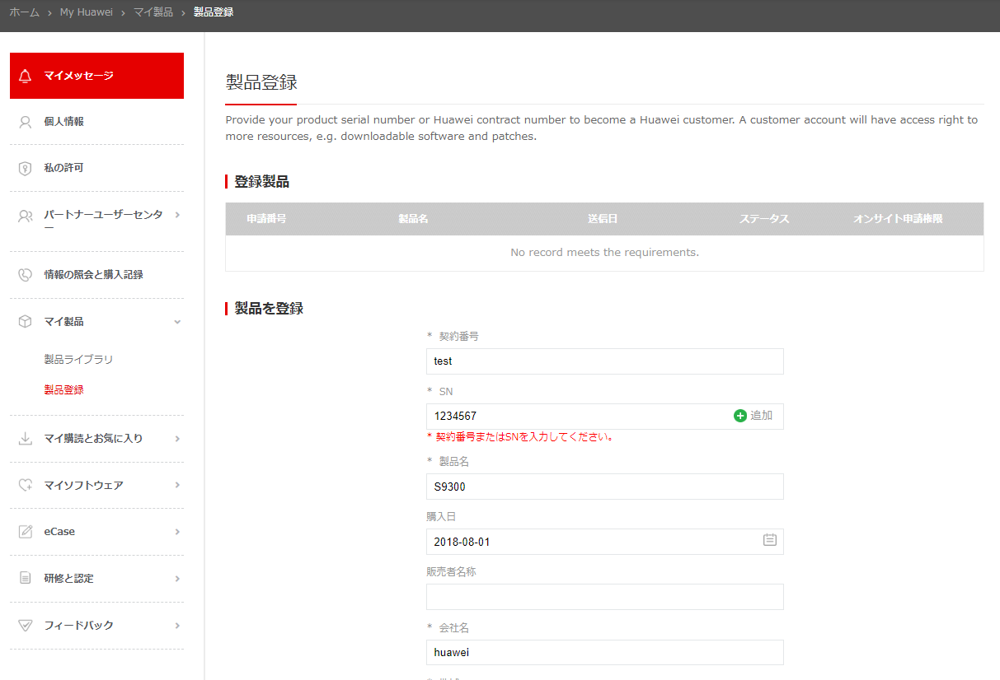 ホーム › My Huawei › マイ製品 › 製品登録
マイメッセージ
個人情報
私の許可
パートナーユーザーセンタ
ー
情報の照会と購入記録
マイ製品
製品ライブラリ
製品登録
マイ購読とお気に入り
マイソフトウェア
eCase
研修と認定
フィードバック
製品登録
Provide your product serial number or Huawei contract number to become a Huawei customer. A customer account will have access right to
more resources, e.g. downloadable software and patches.
登録製品
申請番号 製品名 送信日 ステータス オンサイト申請権限
No record meets the requirements.
製品を登録
* 契約番号
test
* SN
1234567 追加
* 契約番号またはSNを入力してください。
* 製品名
S9300
購入日
2018-08-01
販売者名称
* 会社名
huawei